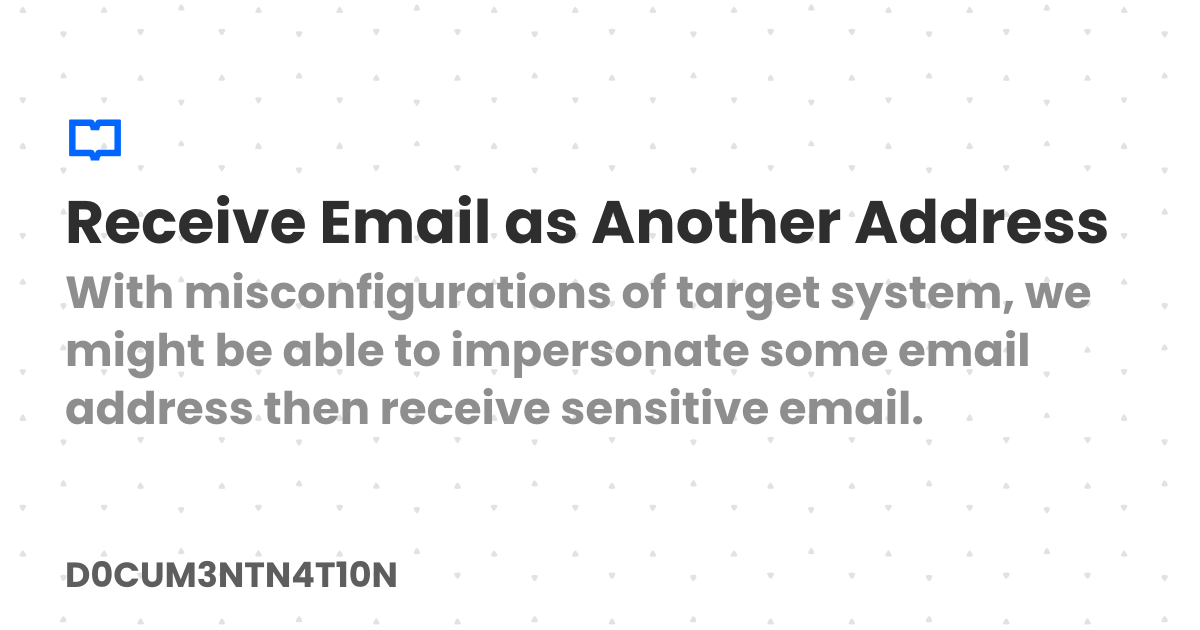 Receive Email as Another Address
With misconfigurations of target system, we
might be able to impersonate some email
address then receive sensitive email.
D0CUM3NTN4T10N